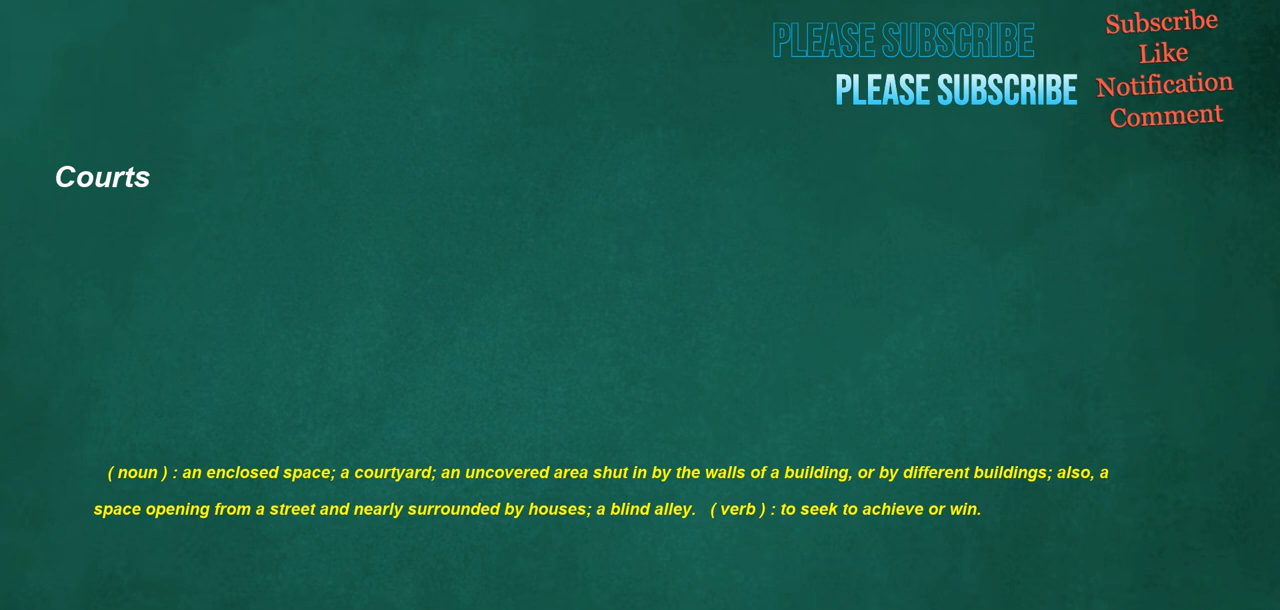 PLEASE SUBSCRIBE
PLEASE SUBSCRIBE
Subscribe
Like
Notification
Comment
Courts
( noun ) : an enclosed space; a courtyard; an uncovered area shut in by the walls of a building, or by different buildings; also, a
space opening from a street and nearly surrounded by houses; a blind alley. ( verb ) : to seek to achieve or win.